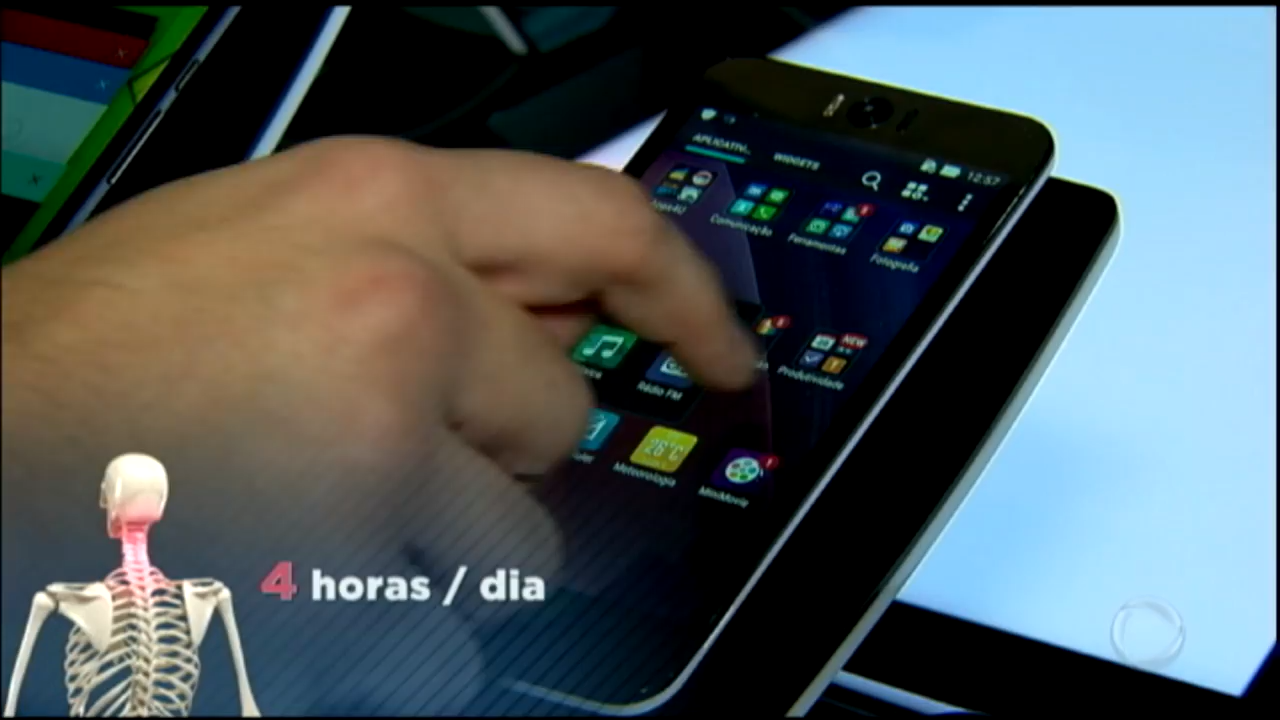 APLICATIV...
WIDGETS
12:57
Comunicação
Ferramentas
Fotografia
Rádio FM
NEW
Produtividade
26°C
Meteorologia
MiniMovie
4 horas / dia